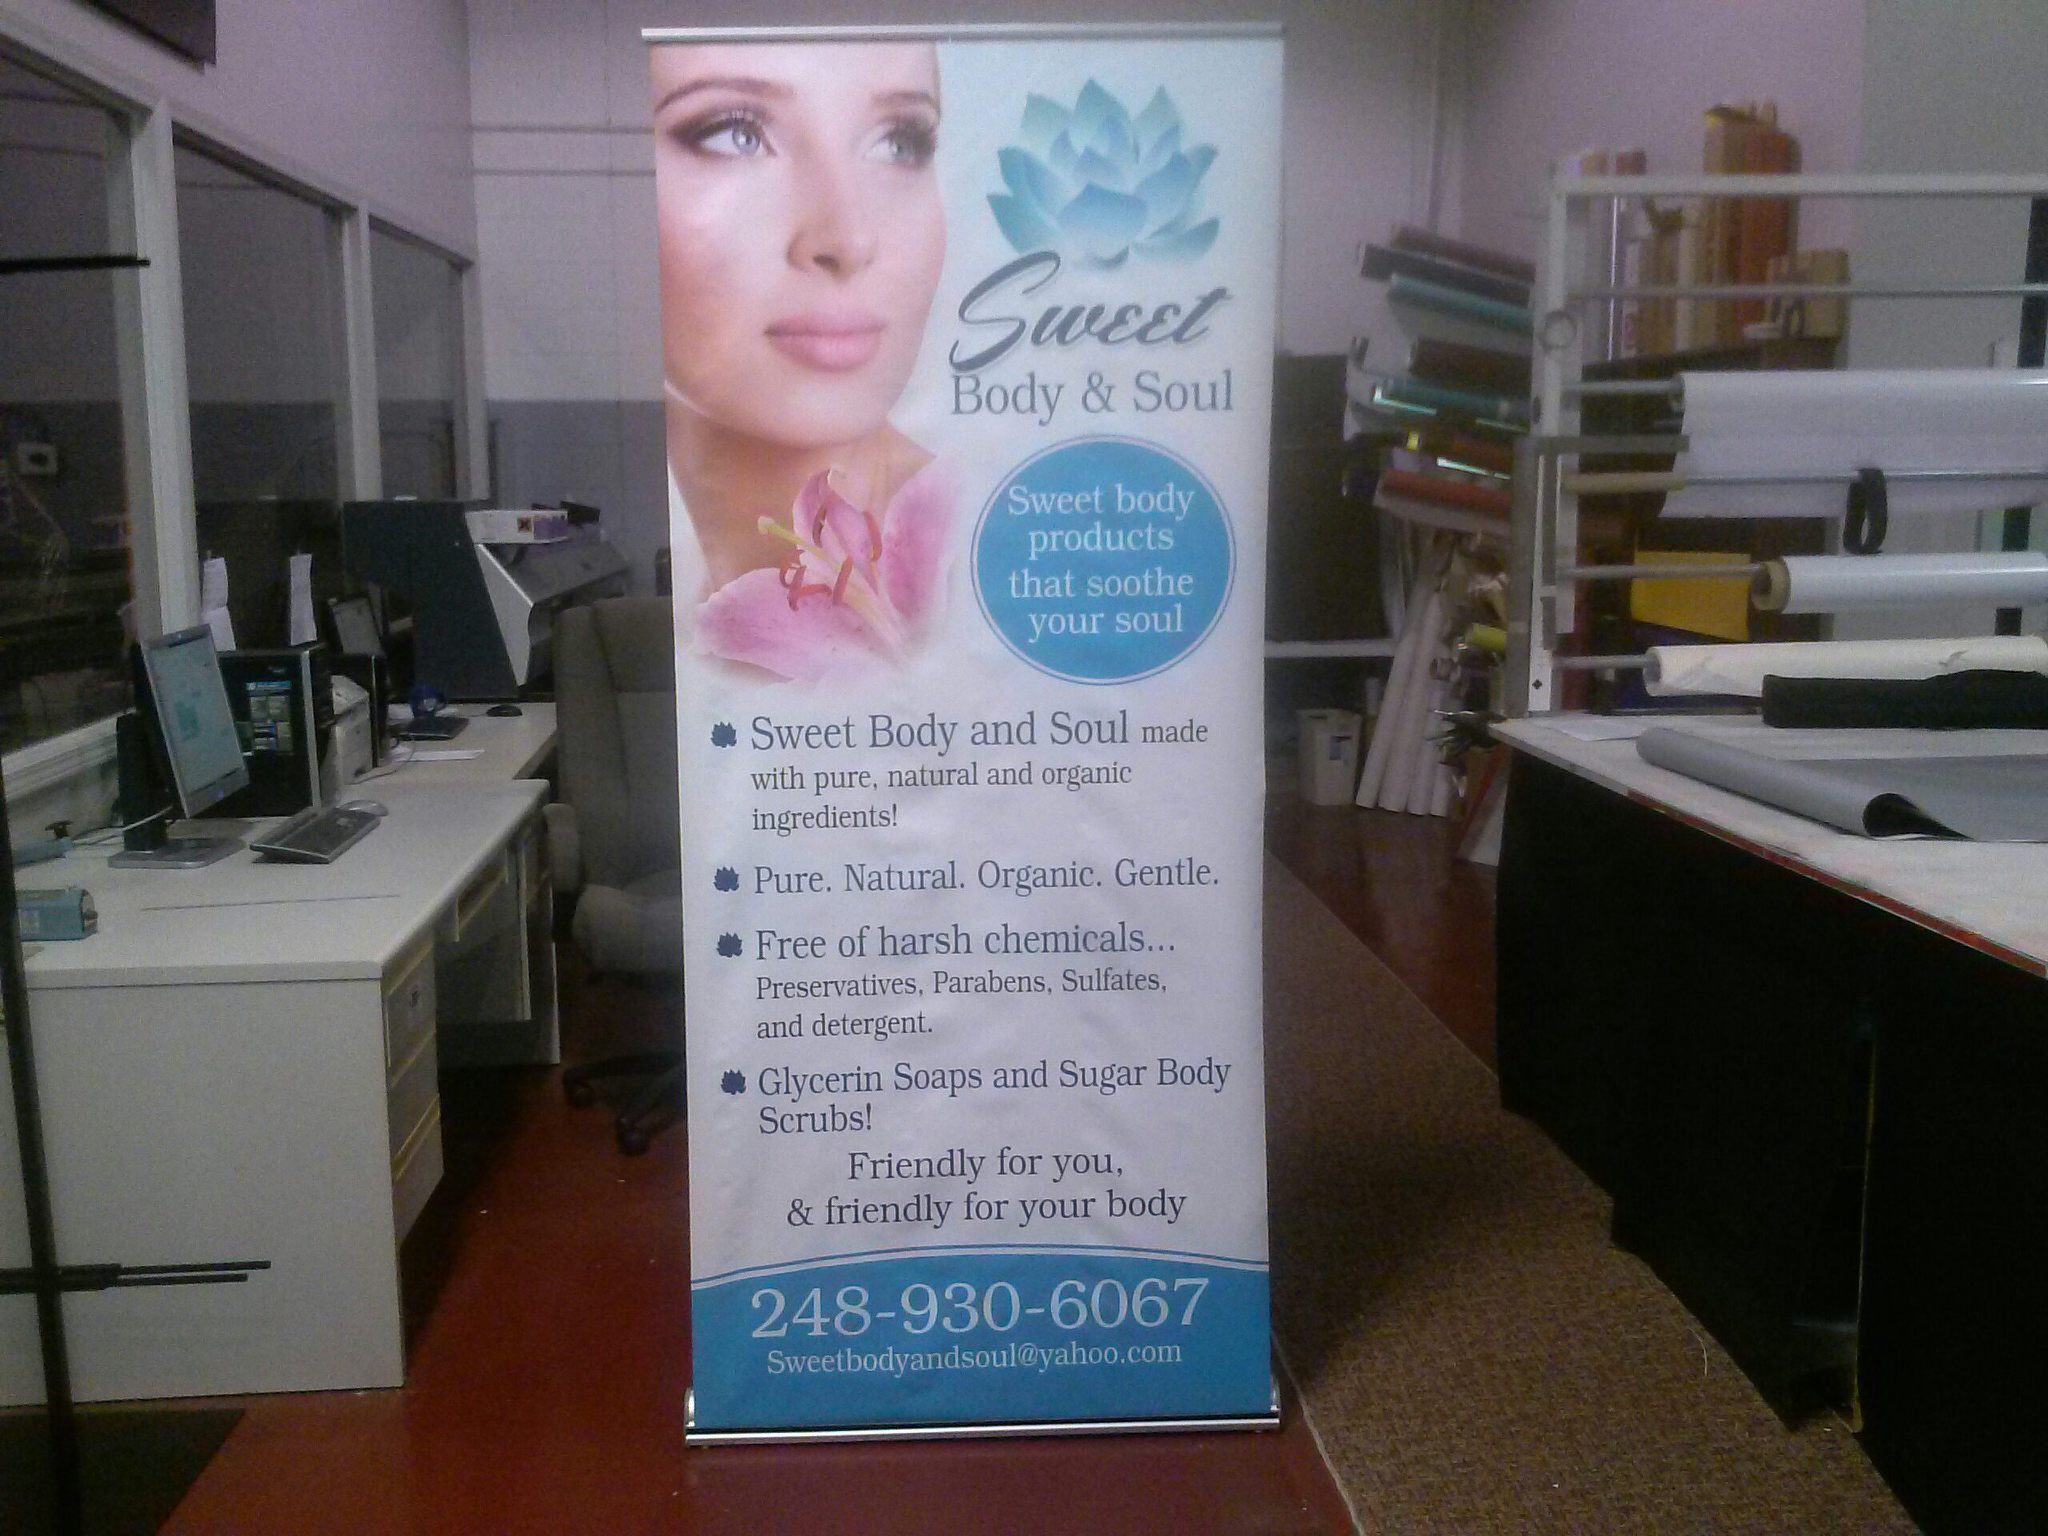 Sweet
Body & Soul
Sweet body
products
that soothe
your soul
Sweet Body and Soul made
with pure, natural and organic
ingredients!
Pure. Natural. Organic. Gentle.
Free of harsh chemicals...
Preservatives, Parabens, Sulfates,
and detergent.
Glycerin Soaps and Sugar Body
Scrubs!
Friendly for you,
& friendly for your body
248-930-6067
Sweetbodyandsoul@yahoo.com